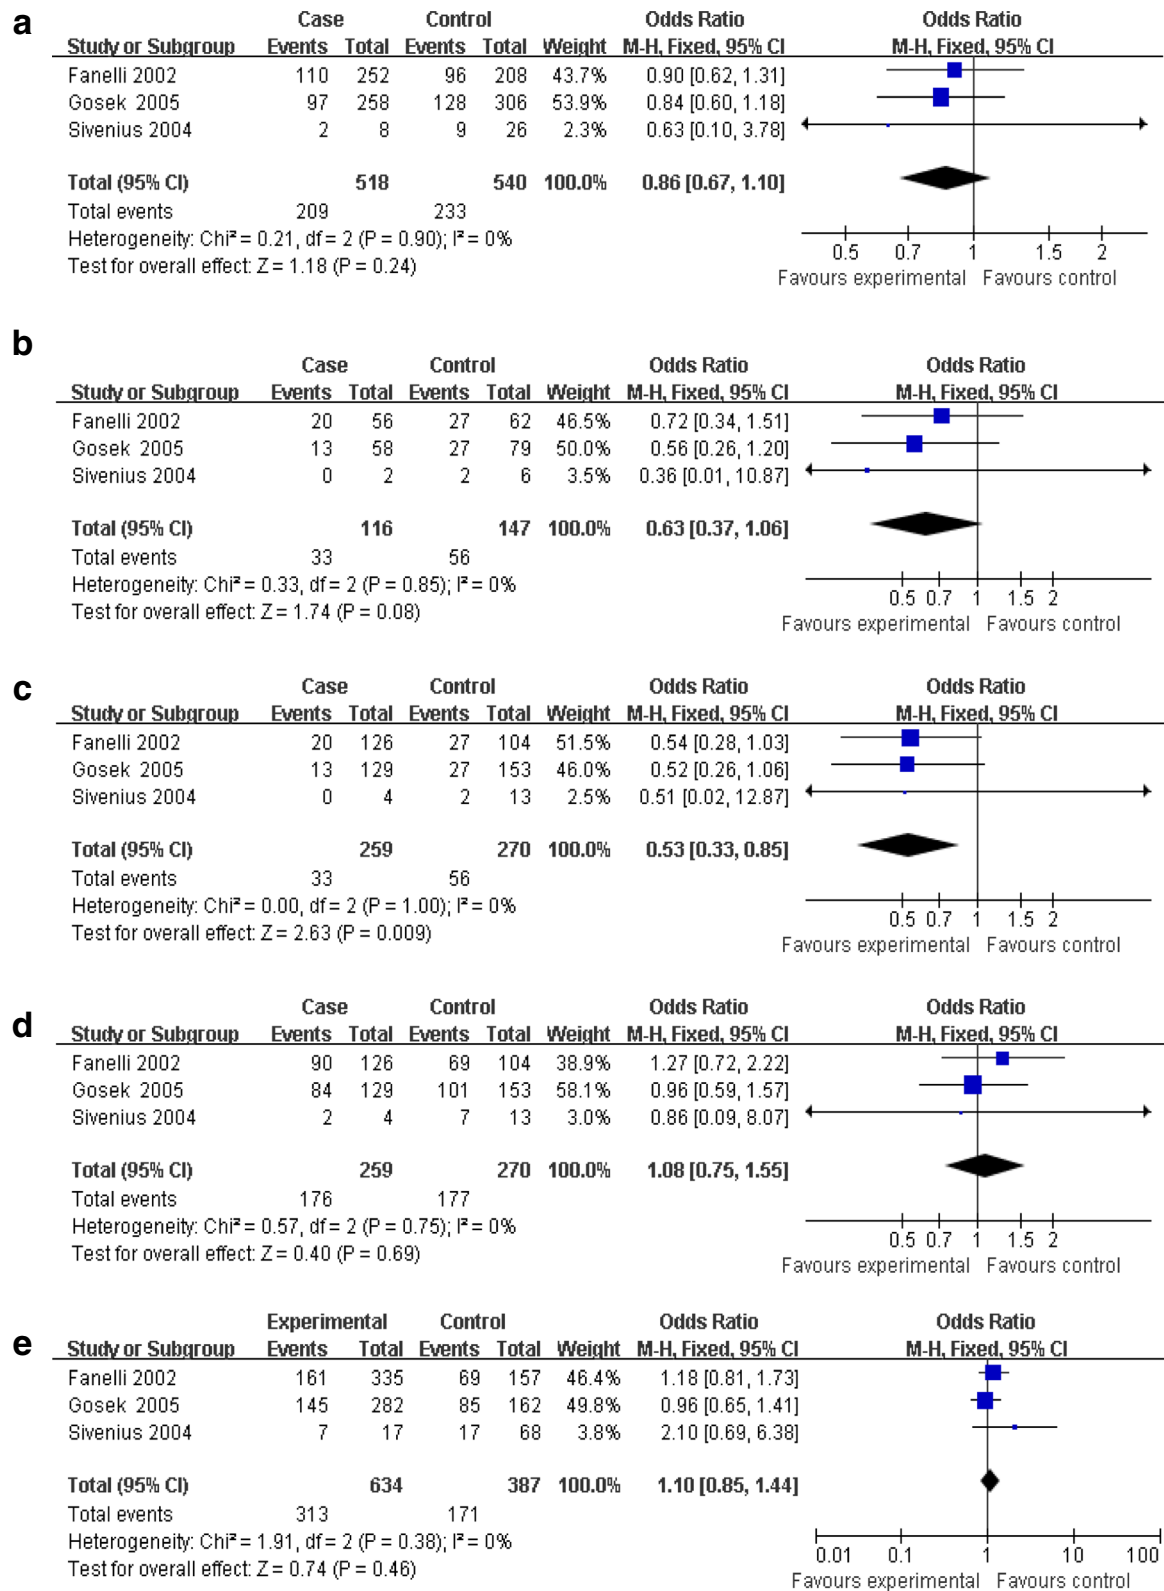 a
Case Control Odds Ratio Odds Ratio
Study or Subgroup Events Total Events Total Weight M-H, Fixed, 95% CI M-H, Fixed, 95% CI
Fanelli 2002 110 252 96 208 43.7% 0.90 [0.62, 1.31]
Gosek 2005 97 258 128 306 53.9% 0.84 [0.60, 1.18]
Sivenius 2004 2 8 9 26 2.3% 0.63 [0.10, 3.78]
Total (95% CI) 518 540 100.0% 0.86 [0.67, 1.10]
Total events 209 233
Heterogeneity: Chi² = 0.21, df = 2 (P = 0.90); I² = 0%
Test for overall effect: Z = 1.18 (P = 0.24)
0.5 0.7 1 1.5 2
Favours experimental Favours control
b
Case Control Odds Ratio Odds Ratio
Study or Subgroup Events Total Events Total Weight M-H, Fixed, 95% CI M-H, Fixed, 95% CI
Fanelli 2002 20 56 27 62 46.5% 0.72 [0.34, 1.51]
Gosek 2005 13 58 27 79 50.0% 0.56 [0.26, 1.20]
Sivenius 2004 0 2 2 6 3.5% 0.36 [0.01, 10.87]
Total (95% CI) 116 147 100.0% 0.63 [0.37, 1.06]
Total events 33 56
Heterogeneity: Chi² = 0.33, df = 2 (P = 0.85); I² = 0%
Test for overall effect: Z = 1.74 (P = 0.08)
0.5 0.7 1 1.5 2
Favours experimental Favours control
c
Case Control Odds Ratio Odds Ratio
Study or Subgroup Events Total Events Total Weight M-H, Fixed, 95% CI M-H, Fixed, 95% CI
Fanelli 2002 20 126 27 104 51.5% 0.54 [0.28, 1.03]
Gosek 2005 13 129 27 153 46.0% 0.52 [0.26, 1.06]
Sivenius 2004 0 4 2 13 2.5% 0.51 [0.02, 12.87]
Total (95% CI) 259 270 100.0% 0.53 [0.33, 0.85]
Total events 33 56
Heterogeneity: Chi² = 0.00, df = 2 (P = 1.00); I² = 0%
Test for overall effect: Z = 2.63 (P = 0.009)
0.5 0.7 1 1.5 2
Favours experimental Favours control
d
Case Control Odds Ratio Odds Ratio
Study or Subgroup Events Total Events Total Weight M-H, Fixed, 95% CI M-H, Fixed, 95% CI
Fanelli 2002 90 126 69 104 38.9% 1.27 [0.72, 2.22]
Gosek 2005 84 129 101 153 58.1% 0.96 [0.59, 1.57]
Sivenius 2004 2 4 7 13 3.0% 0.86 [0.09, 8.07]
Total (95% CI) 259 270 100.0% 1.08 [0.75, 1.55]
Total events 176 177
Heterogeneity: Chi² = 0.57, df = 2 (P = 0.75); I² = 0%
Test for overall effect: Z = 0.40 (P = 0.69)
0.5 0.7 1 1.5 2
Favours experimental Favours control
e
Experimental Control Odds Ratio Odds Ratio
Study or Subgroup Events Total Events Total Weight M-H, Fixed, 95% CI M-H, Fixed, 95% CI
Fanelli 2002 161 335 69 157 46.4% 1.18 [0.81, 1.73]
Gosek 2005 145 282 85 162 49.8% 0.96 [0.65, 1.41]
Sivenius 2004 7 17 17 68 3.8% 2.10 [0.69, 6.38]
Total (95% CI) 634 387 100.0% 1.10 [0.85, 1.44]
Total events 313 171
Heterogeneity: Chi² = 1.91, df = 2 (P = 0.38); I² = 0%
Test for overall effect: Z = 0.74 (P = 0.46)
0.01 0.1 1 10 100
Favours experimental Favours control